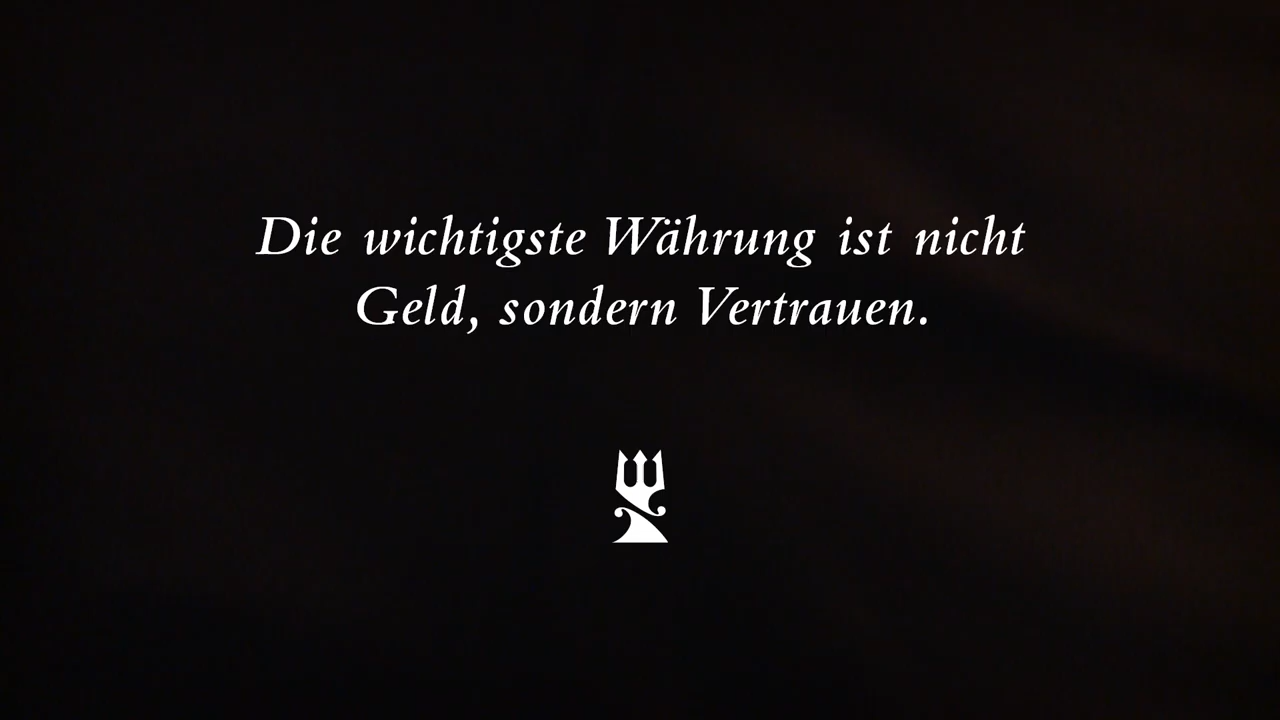 Die wichtigste Währung ist nicht
Geld, sondern Vertrauen.